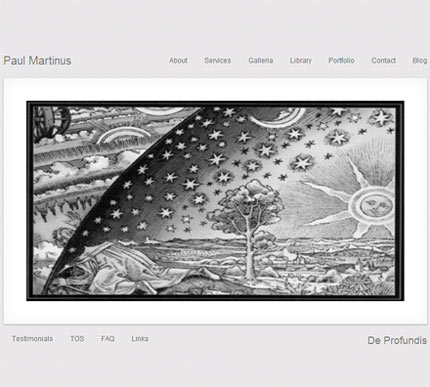 Paul Martinus
About Services Galleria Library Portfolio Contact Blog
Testimonials TOS FAQ Links
De Profundis